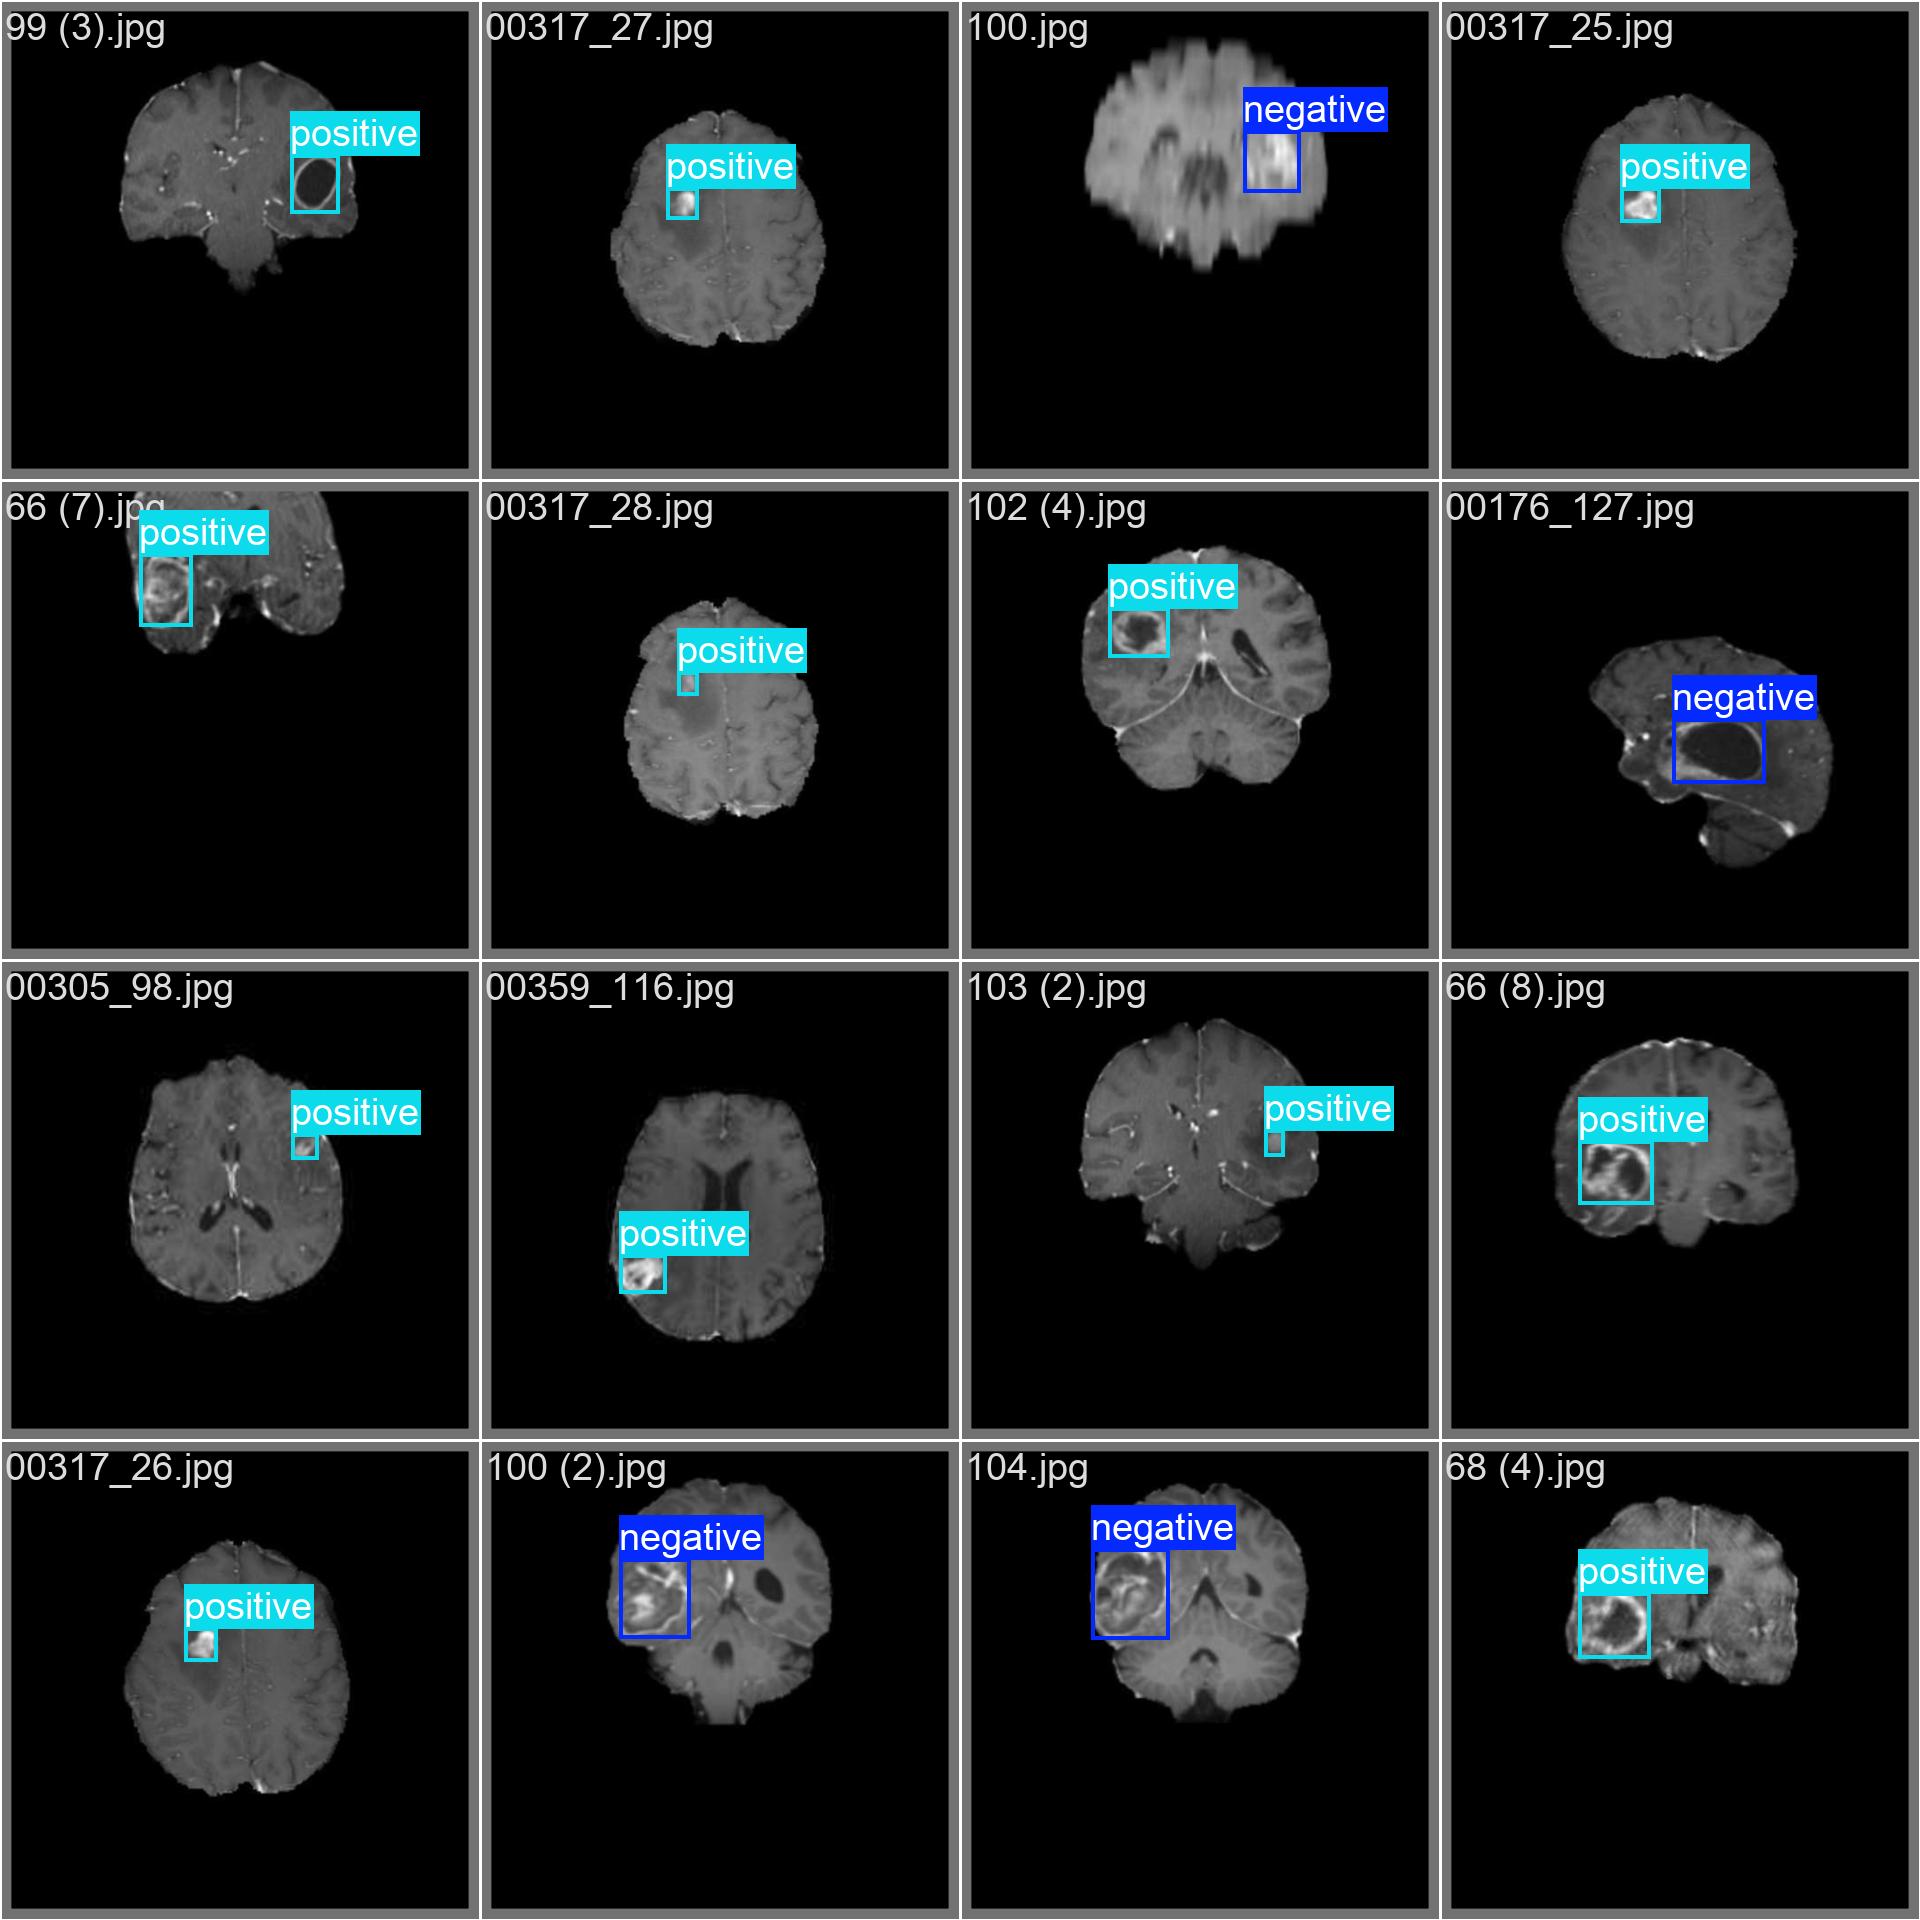 99 (3).jpg
positive
00317_27.jpg
positive
100.jpg
negative
00317_25.jpg
positive
66 (7).jpg
positive
00317_28.jpg
positive
102 (4).jpg
positive
00176_127.jpg
negative
00305_98.jpg
positive
00359_116.jpg
positive
103 (2).jpg
positive
66 (8).jpg
positive
00317_26.jpg
positive
100 (2).jpg
negative
104.jpg
negative
68 (4).jpg
positive